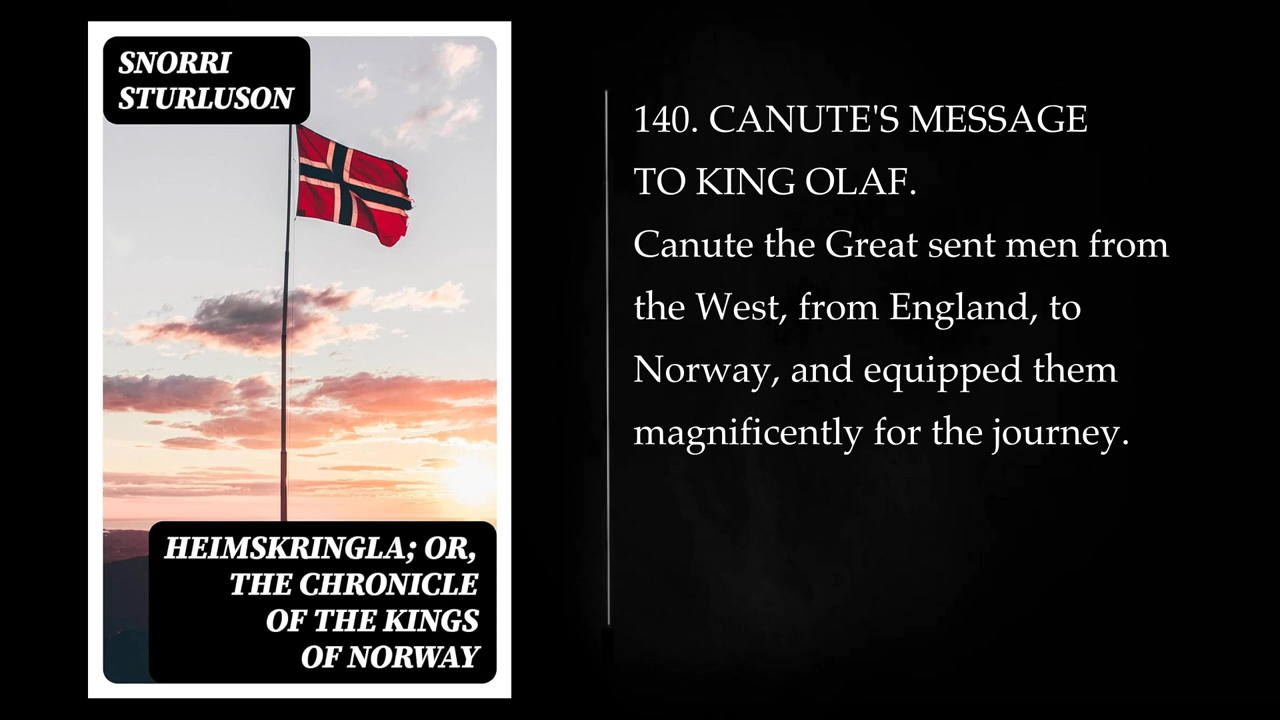 SNORRI
STURLUSON
HEIMSKRINGLA; OR,
THE CHRONICLE
OF THE KINGS
OF NORWAY
140. CANUTE'S MESSAGE
TO KING OLAF.
Canute the Great sent men from
the West, from England, to
Norway, and equipped them
magnificently for the journey.